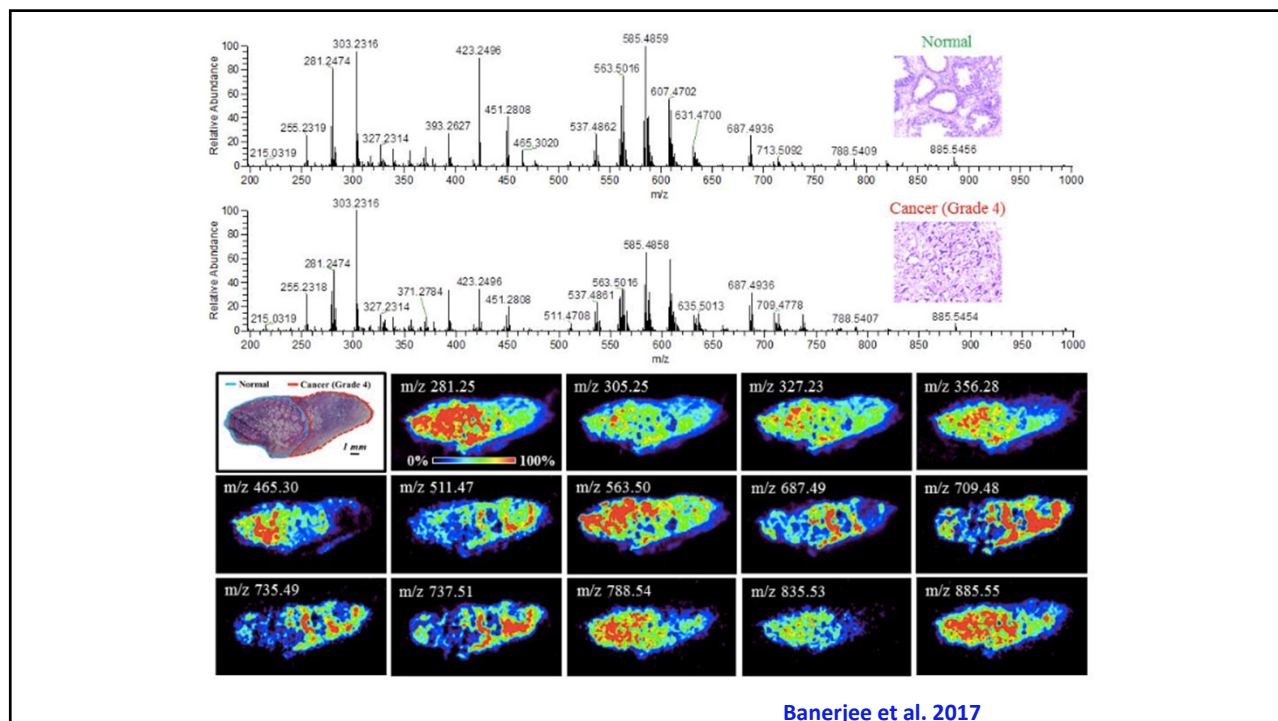 Normal
100
80
60
40
20
0
Relative Abundance
215.0319
255.2319
281.2474
303.2316
327.2314
393.2627
423.2496
451.2808
465.3020
537.4862
563.5016
585.4859
607.4702
631.4700
687.4936
713.5092
788.5409
885.5456
200 250 300 350 400 450 500 550 600 650 700 750 800 850 900 950 1000
m/z
Cancer (Grade 4)
100
80
60
40
20
0
Relative Abundance
215.0319
255.2318
281.2474
303.2316
327.2314
371.2784
423.2496
451.2808
511.4708
537.4861
563.5016
585.4858
635.5013
687.4936
709.4778
788.5407
885.5454
200 250 300 350 400 450 500 550 600 650 700 750 800 850 900 950 1000
m/z
Normal Cancer (Grade 4)
1 mm
m/z 281.25
0% 100%
m/z 305.25
m/z 327.23
m/z 356.28
m/z 465.30
m/z 511.47
m/z 563.50
m/z 687.49
m/z 709.48
m/z 735.49
m/z 737.51
m/z 788.54
m/z 835.53
m/z 885.55
Banerjee et al. 2017